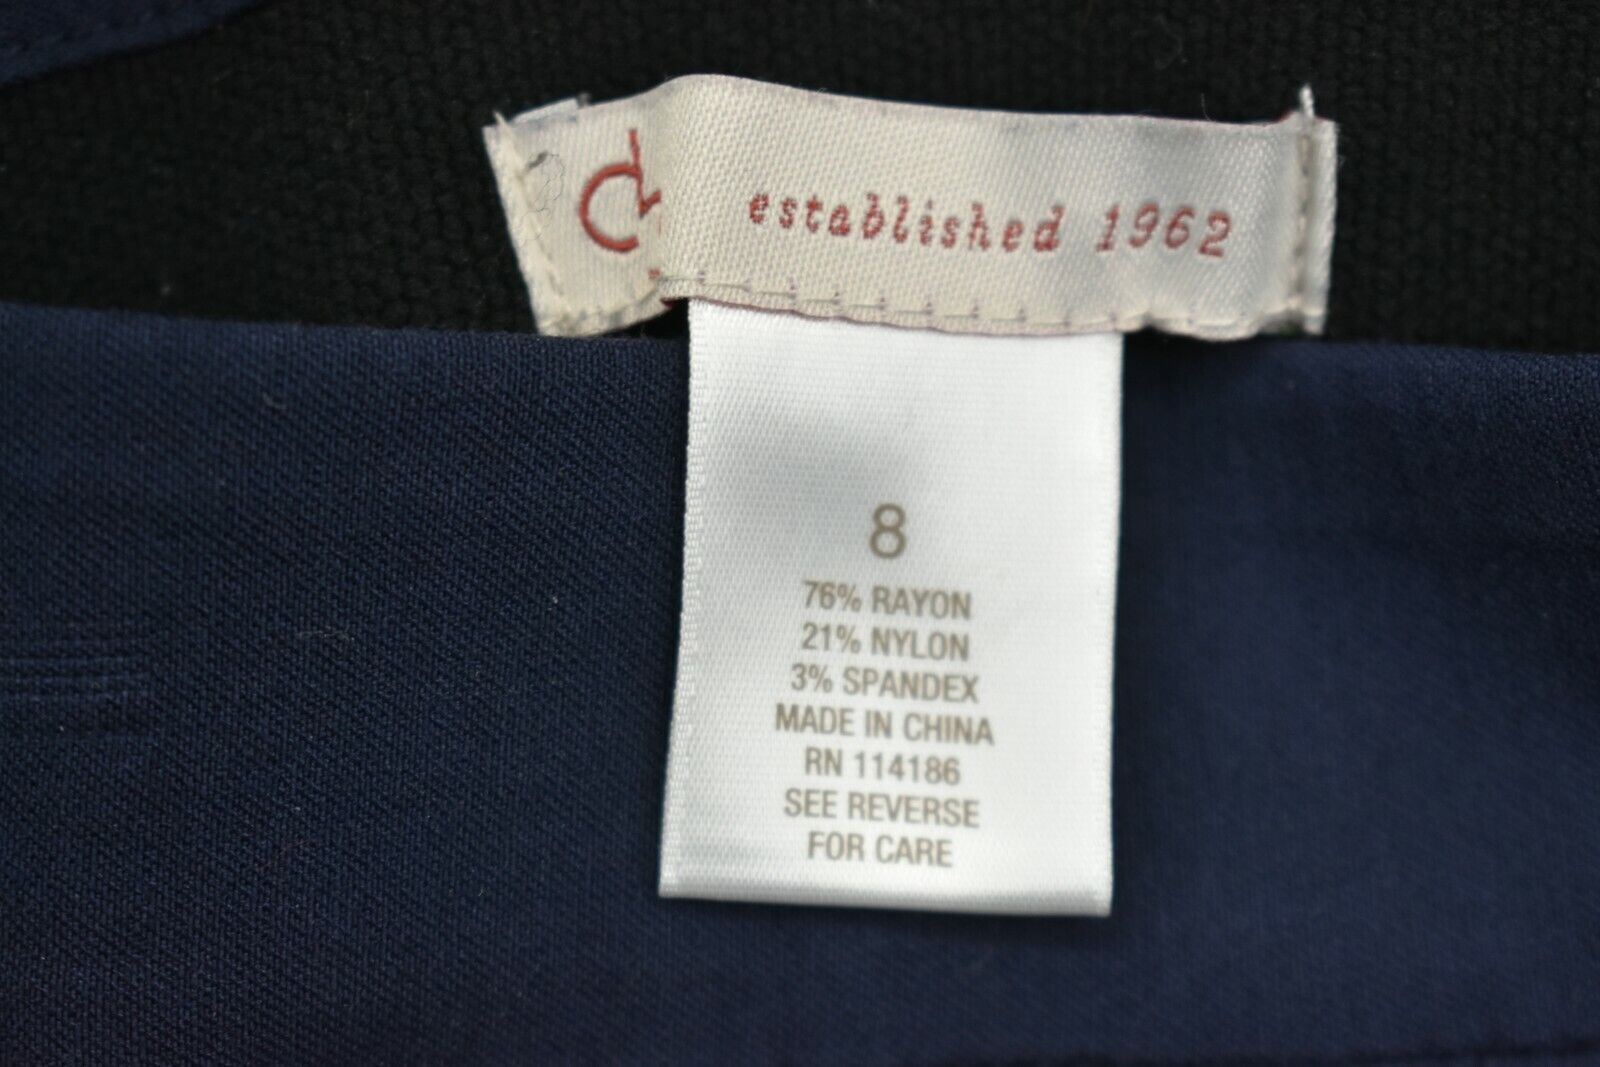 established 1962
8
76% RAYON
21% NYLON
3% SPANDEX
MADE IN CHINA
RN 114186
SEE REVERSE
FOR CARE